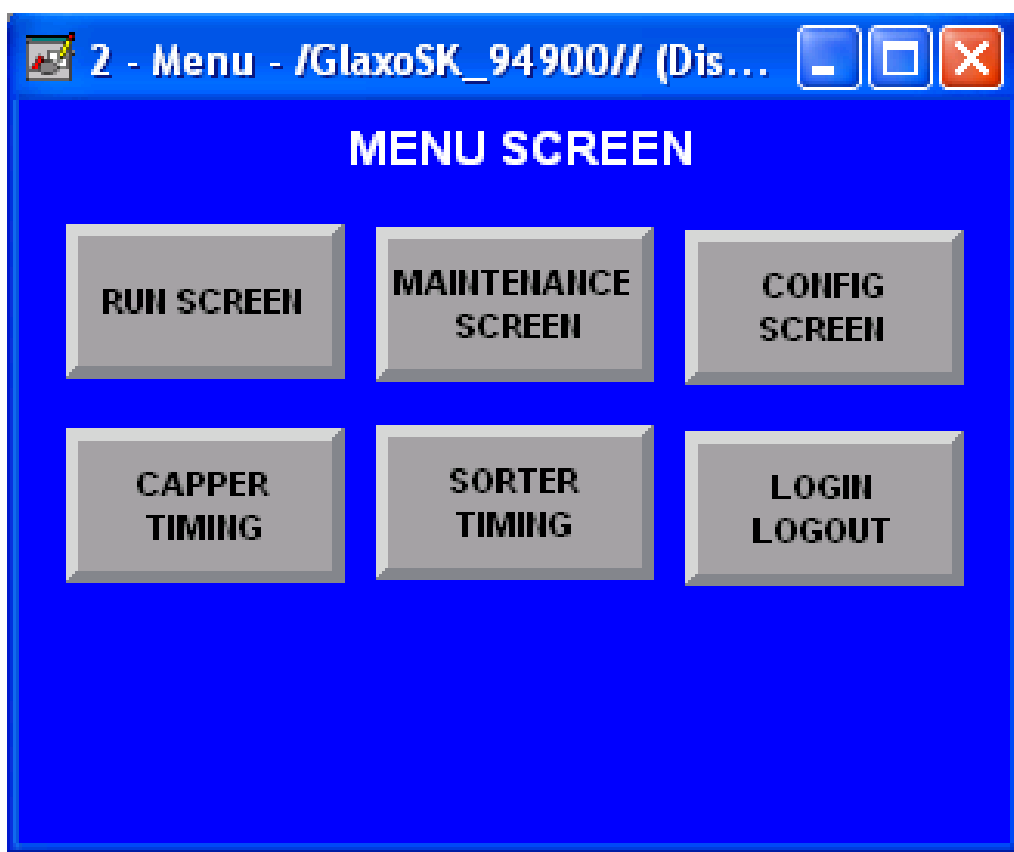 2 - Menu - /GlaxoSK_94900// (Dis...
MENU SCREEN
RUN SCREEN
MAINTENANCE
SCREEN
CONFIG
SCREEN
CAPPER
TIMING
SORTER
TIMING
LOGIN
LOGOUT